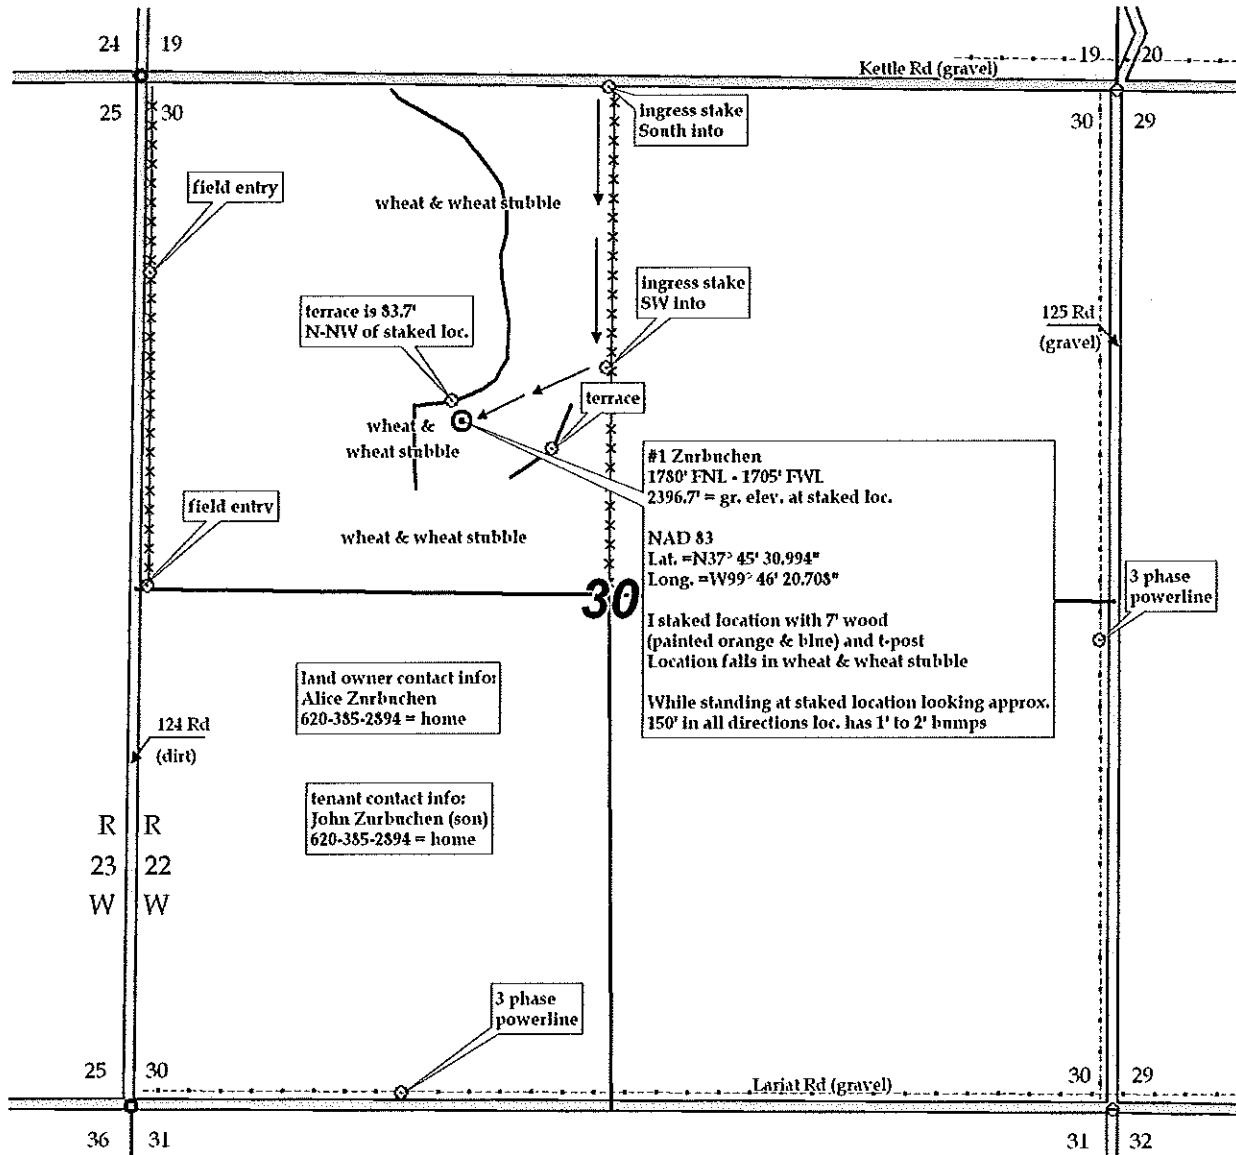 24 19
19 20
Kettle Rd (gravel)
25 30
30 29
ingress stake
South into
field entry
wheat & wheat stubble
ingress stake
SW into
terrace is 83.7'
N-NW of staked loc.
125 Rd
(gravel)
terrace
wheat &
wheat stubble
#1 Zurbuchen
1780' FNL - 1705' FWL
2396.7' = gr. elev. at staked loc.
NAD 83
Lat. =N37° 45' 30.994"
Long. =W99° 46' 20.708"
I staked location with 7' wood
(painted orange & blue) and t-post
Location falls in wheat & wheat stubble
While standing at staked location looking approx.
150' in all directions loc. has 1' to 2' bumps
field entry
wheat & wheat stubble
30
3 phase
powerline
land owner contact info:
Alice Zurbuchen
620-385-2894 = home
124 Rd
(dirt)
tenant contact info:
John Zurbuchen (son)
620-385-2894 = home
R R
23 22
W W
3 phase
powerline
25 30
Lariat Rd (gravel)
30 29
36 31
31 32